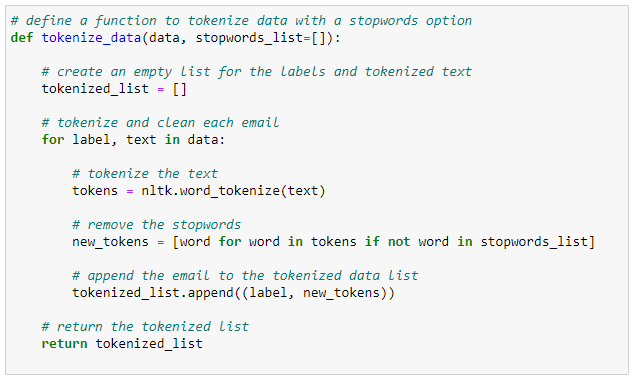 # define a function to tokenize data with a stopwords option
def tokenize_data(data, stopwords_list=[]):
    # create an empty list for the labels and tokenized text
    tokenized_list = []
    # tokenize and clean each email
    for label, text in data:
        # tokenize the text
        tokens = nltk.word_tokenize(text)
        # remove the stopwords
        new_tokens = [word for word in tokens if not word in stopwords_list]
        # append the email to the tokenized data list
        tokenized_list.append((label, new_tokens))
    # return the tokenized list
    return tokenized_list